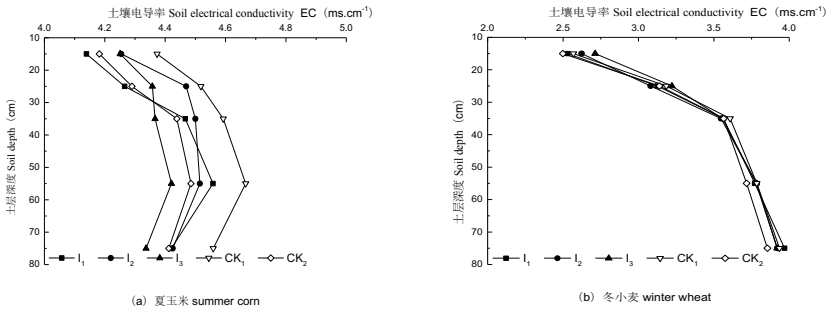 土壤电导率 Soil electrical conductivity EC（ms.cm⁻¹）
4.0 4.2 4.4 4.6 4.8 5.0
10
20
30
40
50
60
70
80
土层深度 Soil depth（cm）
I₁ I₂ I₃ CK₁ CK₂
(a) 夏玉米 summer corn
土壤电导率 Soil electrical conductivity EC（ms.cm⁻¹）
2.0 2.5 3.0 3.5 4.0
10
20
30
40
50
60
70
80
土层深度 Soil depth（cm）
I₁ I₂ I₃ CK₁ CK₂
(b) 冬小麦 winter wheat